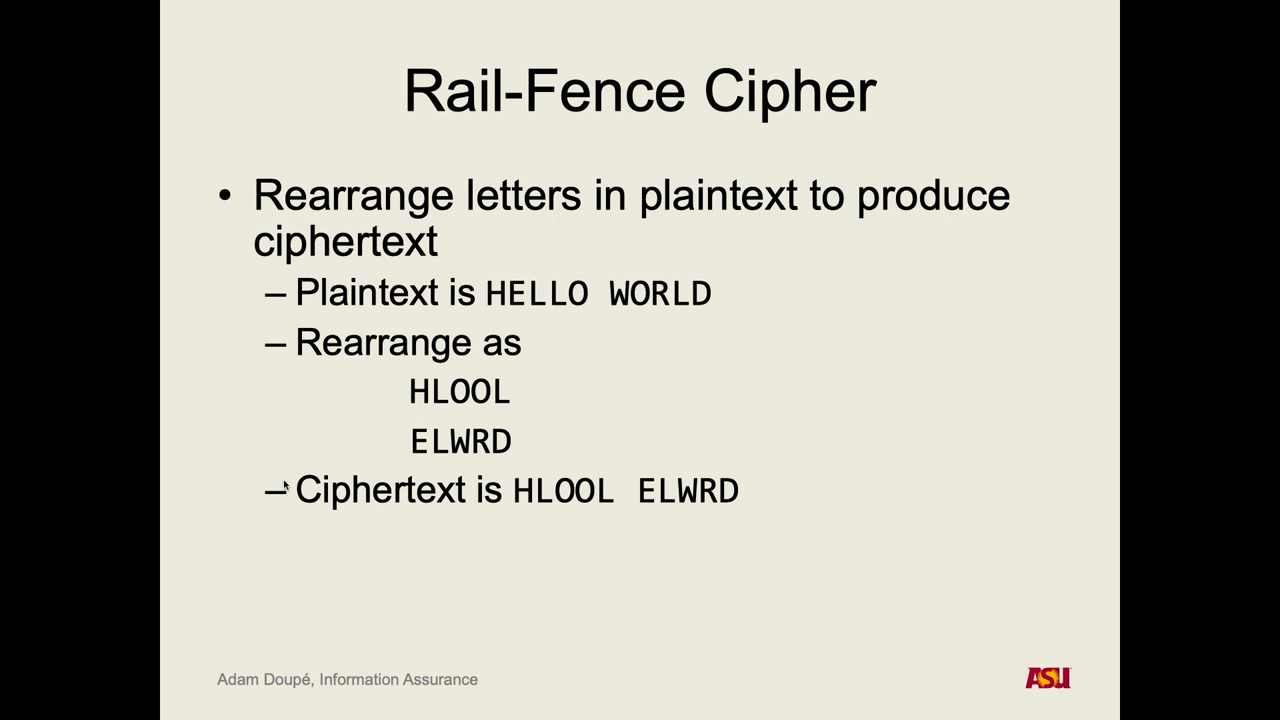 Rail-Fence Cipher
• Rearrange letters in plaintext to produce
ciphertext
– Plaintext is HELLO WORLD
– Rearrange as
HLOOL
ELWRD
– Ciphertext is HLOOL ELWRD
Adam Doupé, Information Assurance
ASU